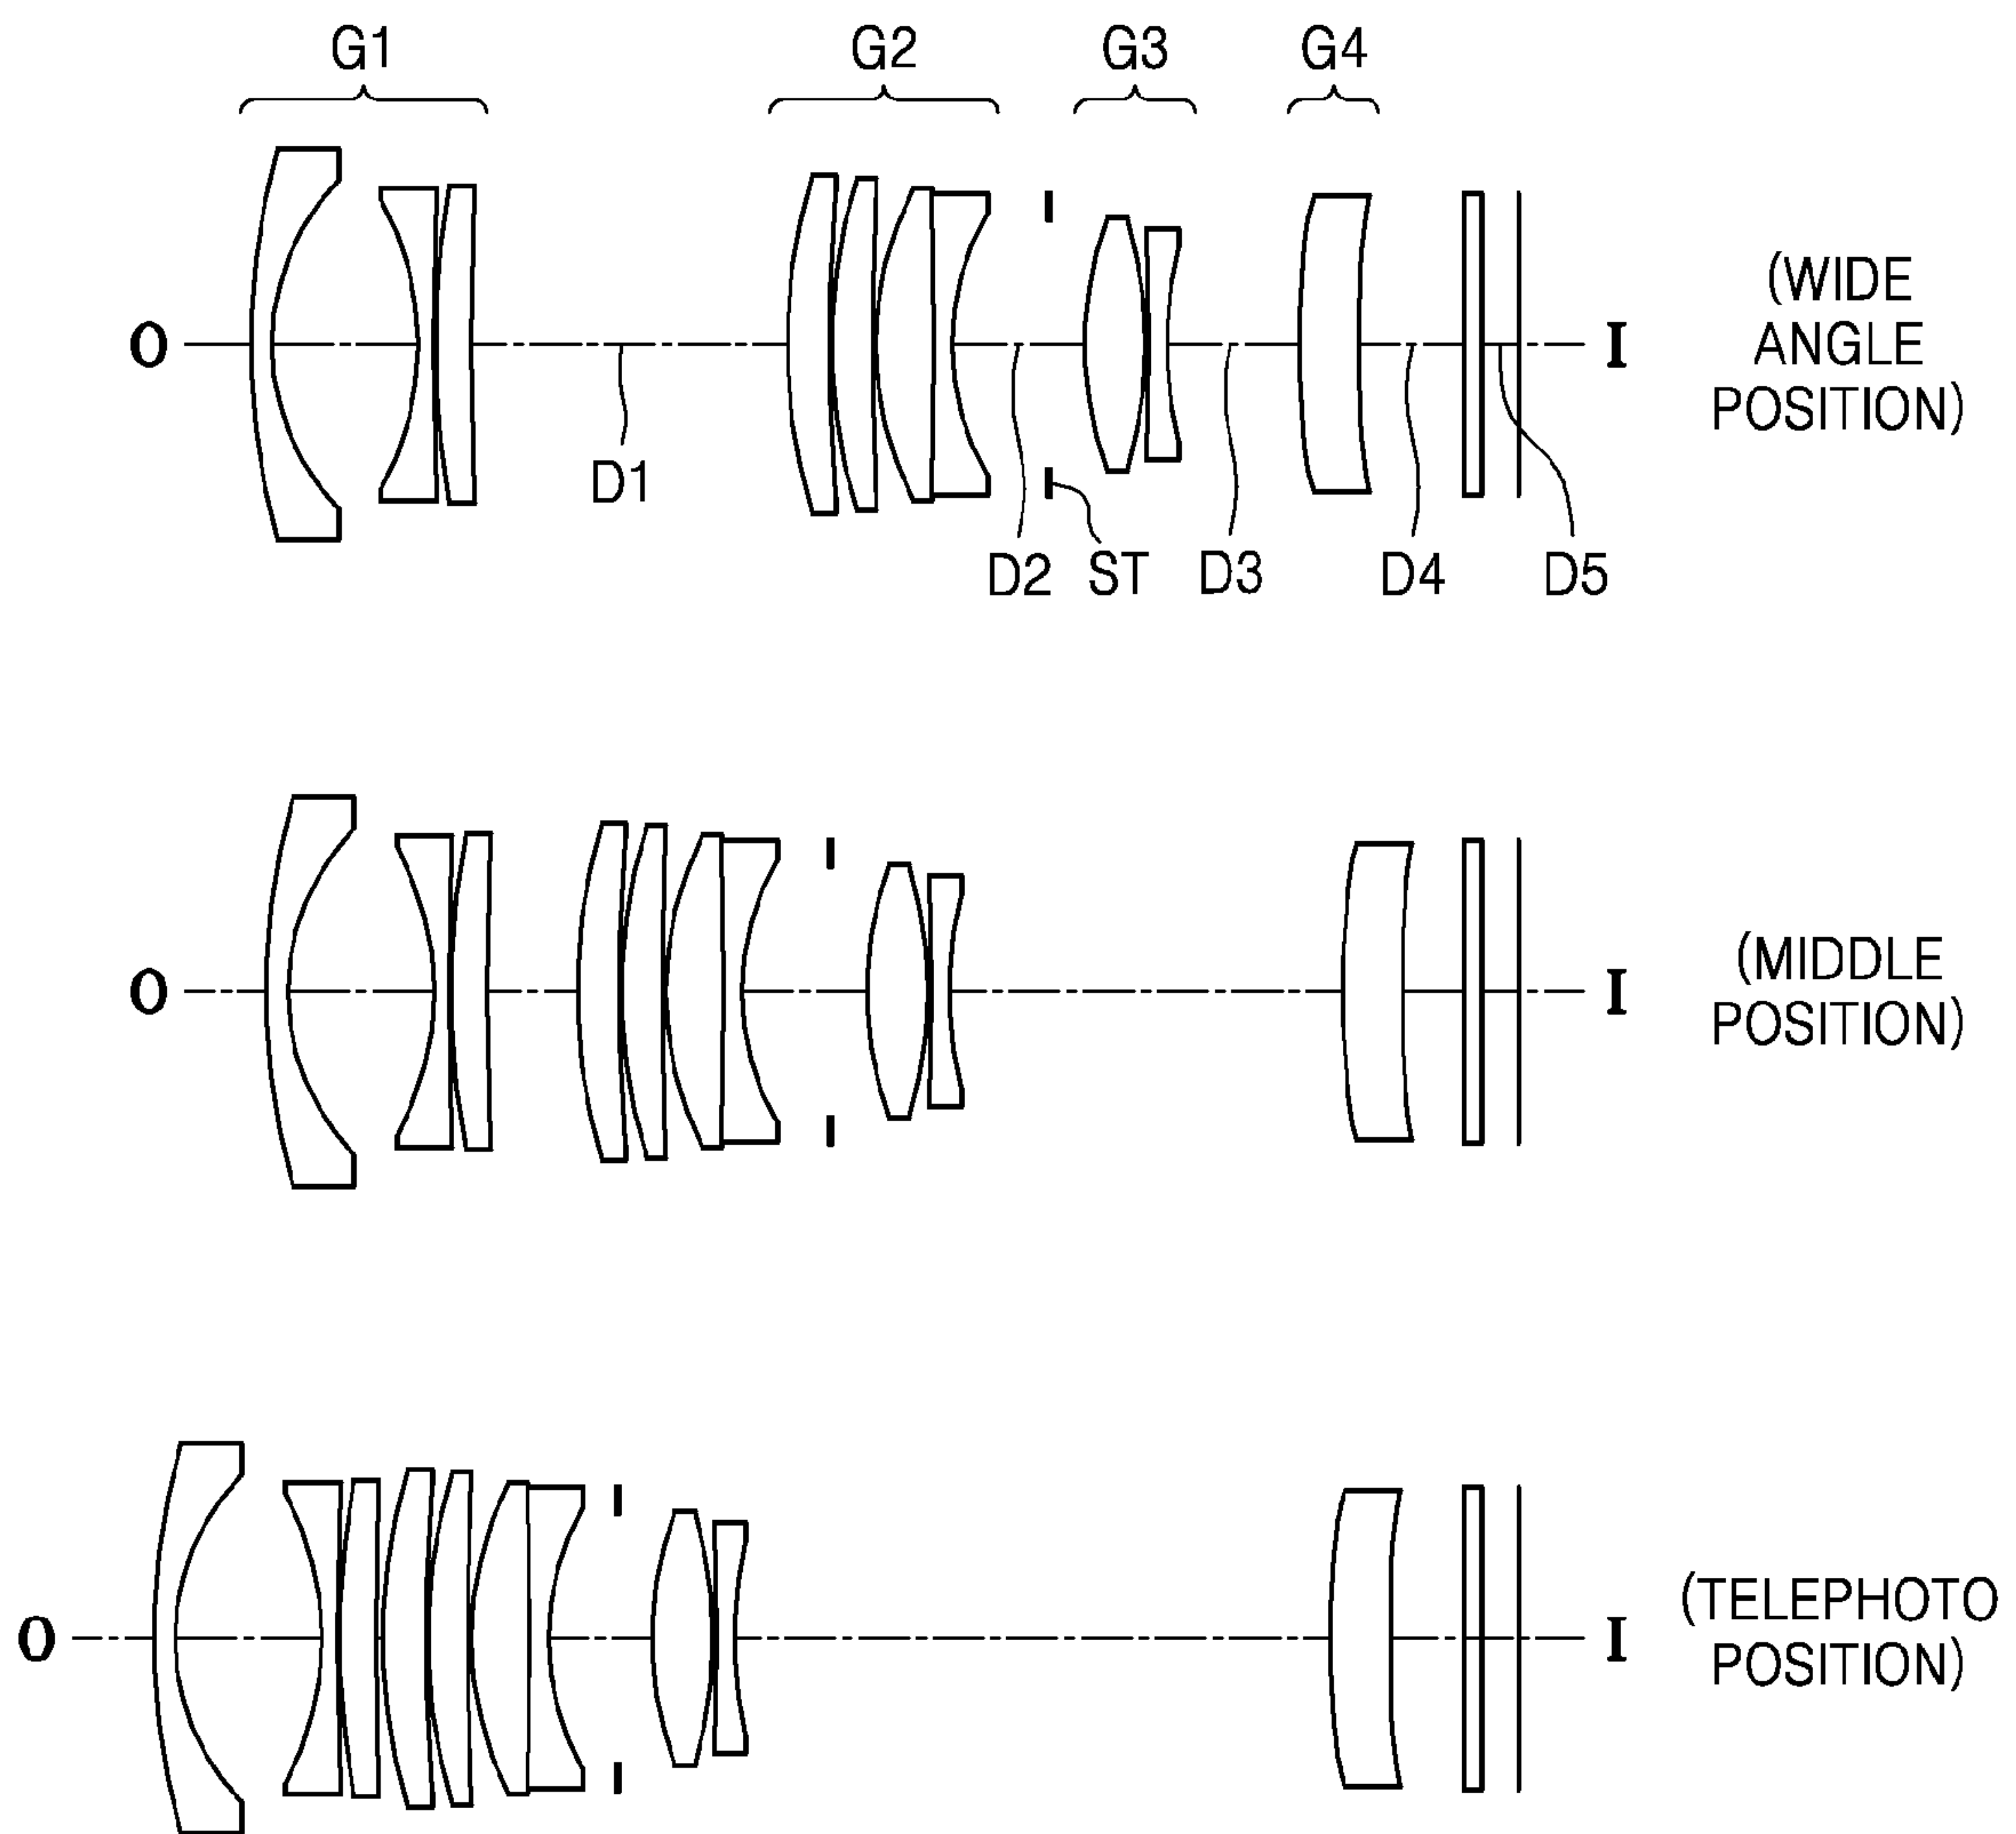 G1 G2 G3 G4
O I (WIDE
ANGLE
POSITION)
D1
D2 ST D3 D4 D5
O I (MIDDLE
POSITION)
O I (TELEPHOTO
POSITION)